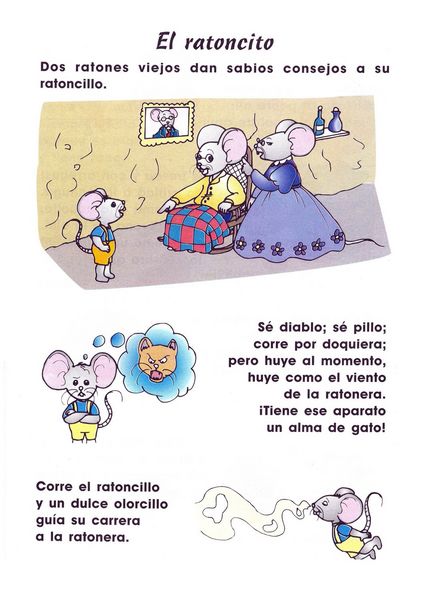 El ratoncito
Dos ratones viejos dan sabios consejos a su
ratoncillo.
Sé diablo; sé pillo;
corre por doquiera;
pero huye al momento,
huye como el viento
de la ratonera.
¡Tiene ese aparato
un alma de gato!
Corre el ratoncillo
y un dulce olorcillo
guía su carrera
a la ratonera.